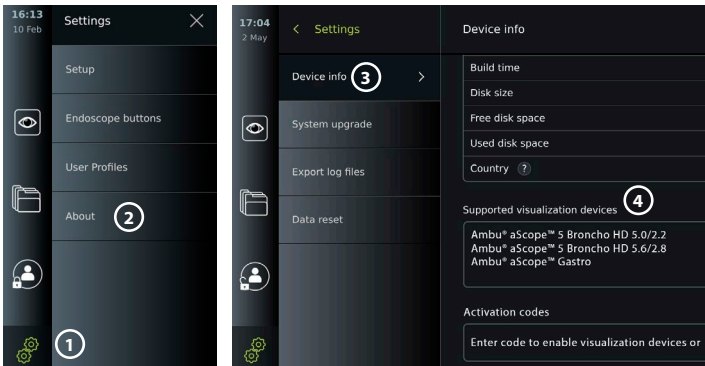 16:13
10 Feb
Settings
Setup
Endoscope buttons
User Profiles
About
2
1
17:04
2 May
Settings
Device info
3
System upgrade
Export log files
Data reset
Device info
Build time
Disk size
Free disk space
Used disk space
Country ?
4
Supported visualization devices
Ambu® aScope™ 5 Broncho HD 5.0/2.2
Ambu® aScope™ 5 Broncho HD 5.6/2.8
Ambu® aScope™ Gastro
Activation codes
Enter code to enable visualization devices or